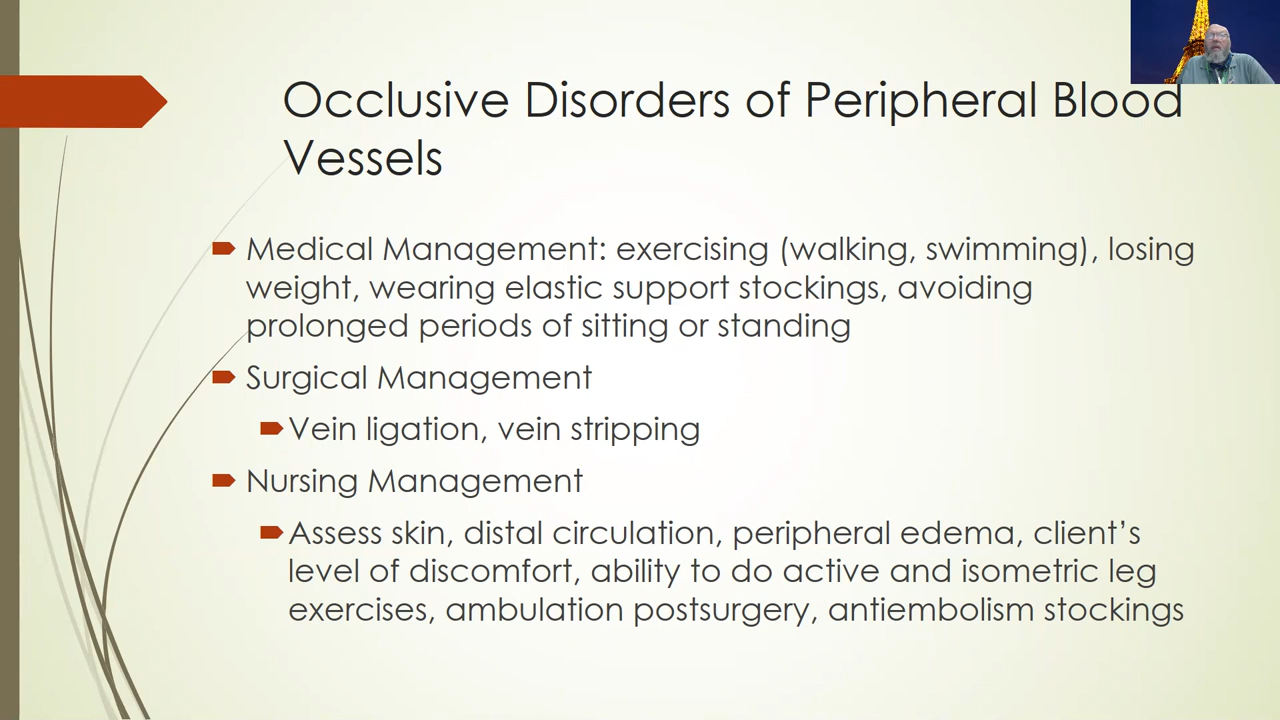 Occlusive Disorders of Peripheral Blood
Vessels
Medical Management: exercising (walking, swimming), losing
weight, wearing elastic support stockings, avoiding
prolonged periods of sitting or standing
Surgical Management
Vein ligation, vein stripping
Nursing Management
Assess skin, distal circulation, peripheral edema, client’s
level of discomfort, ability to do active and isometric leg
exercises, ambulation postsurgery, antiembolism stockings